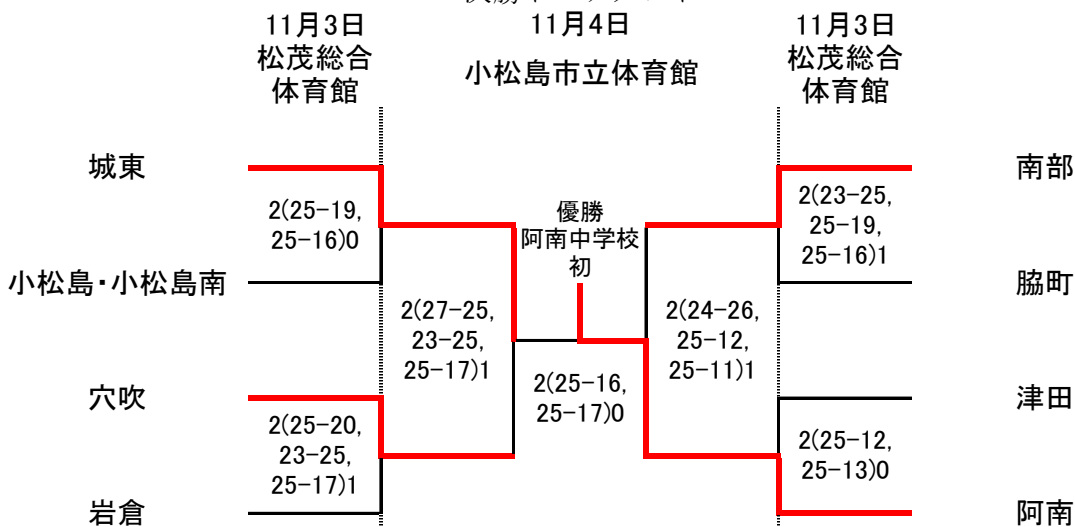 11月3日
松茂総合
体育館
11月4日
小松島市立体育館
11月3日
松茂総合
体育館
城東
小松島・小松島南
穴吹
岩倉
2(25-19,
25-16)0
2(25-20,
23-25,
25-17)1
2(27-25,
23-25,
25-17)1
優勝
阿南中学校
初
2(25-16,
25-17)0
2(24-26,
25-12,
25-11)1
2(23-25,
25-19,
25-16)1
2(25-12,
25-13)0
南部
脇町
津田
阿南